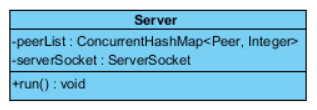 Server
-peerList : ConcurrentHashMap<Peer, Integer>
-serverSocket : ServerSocket
+run() : void